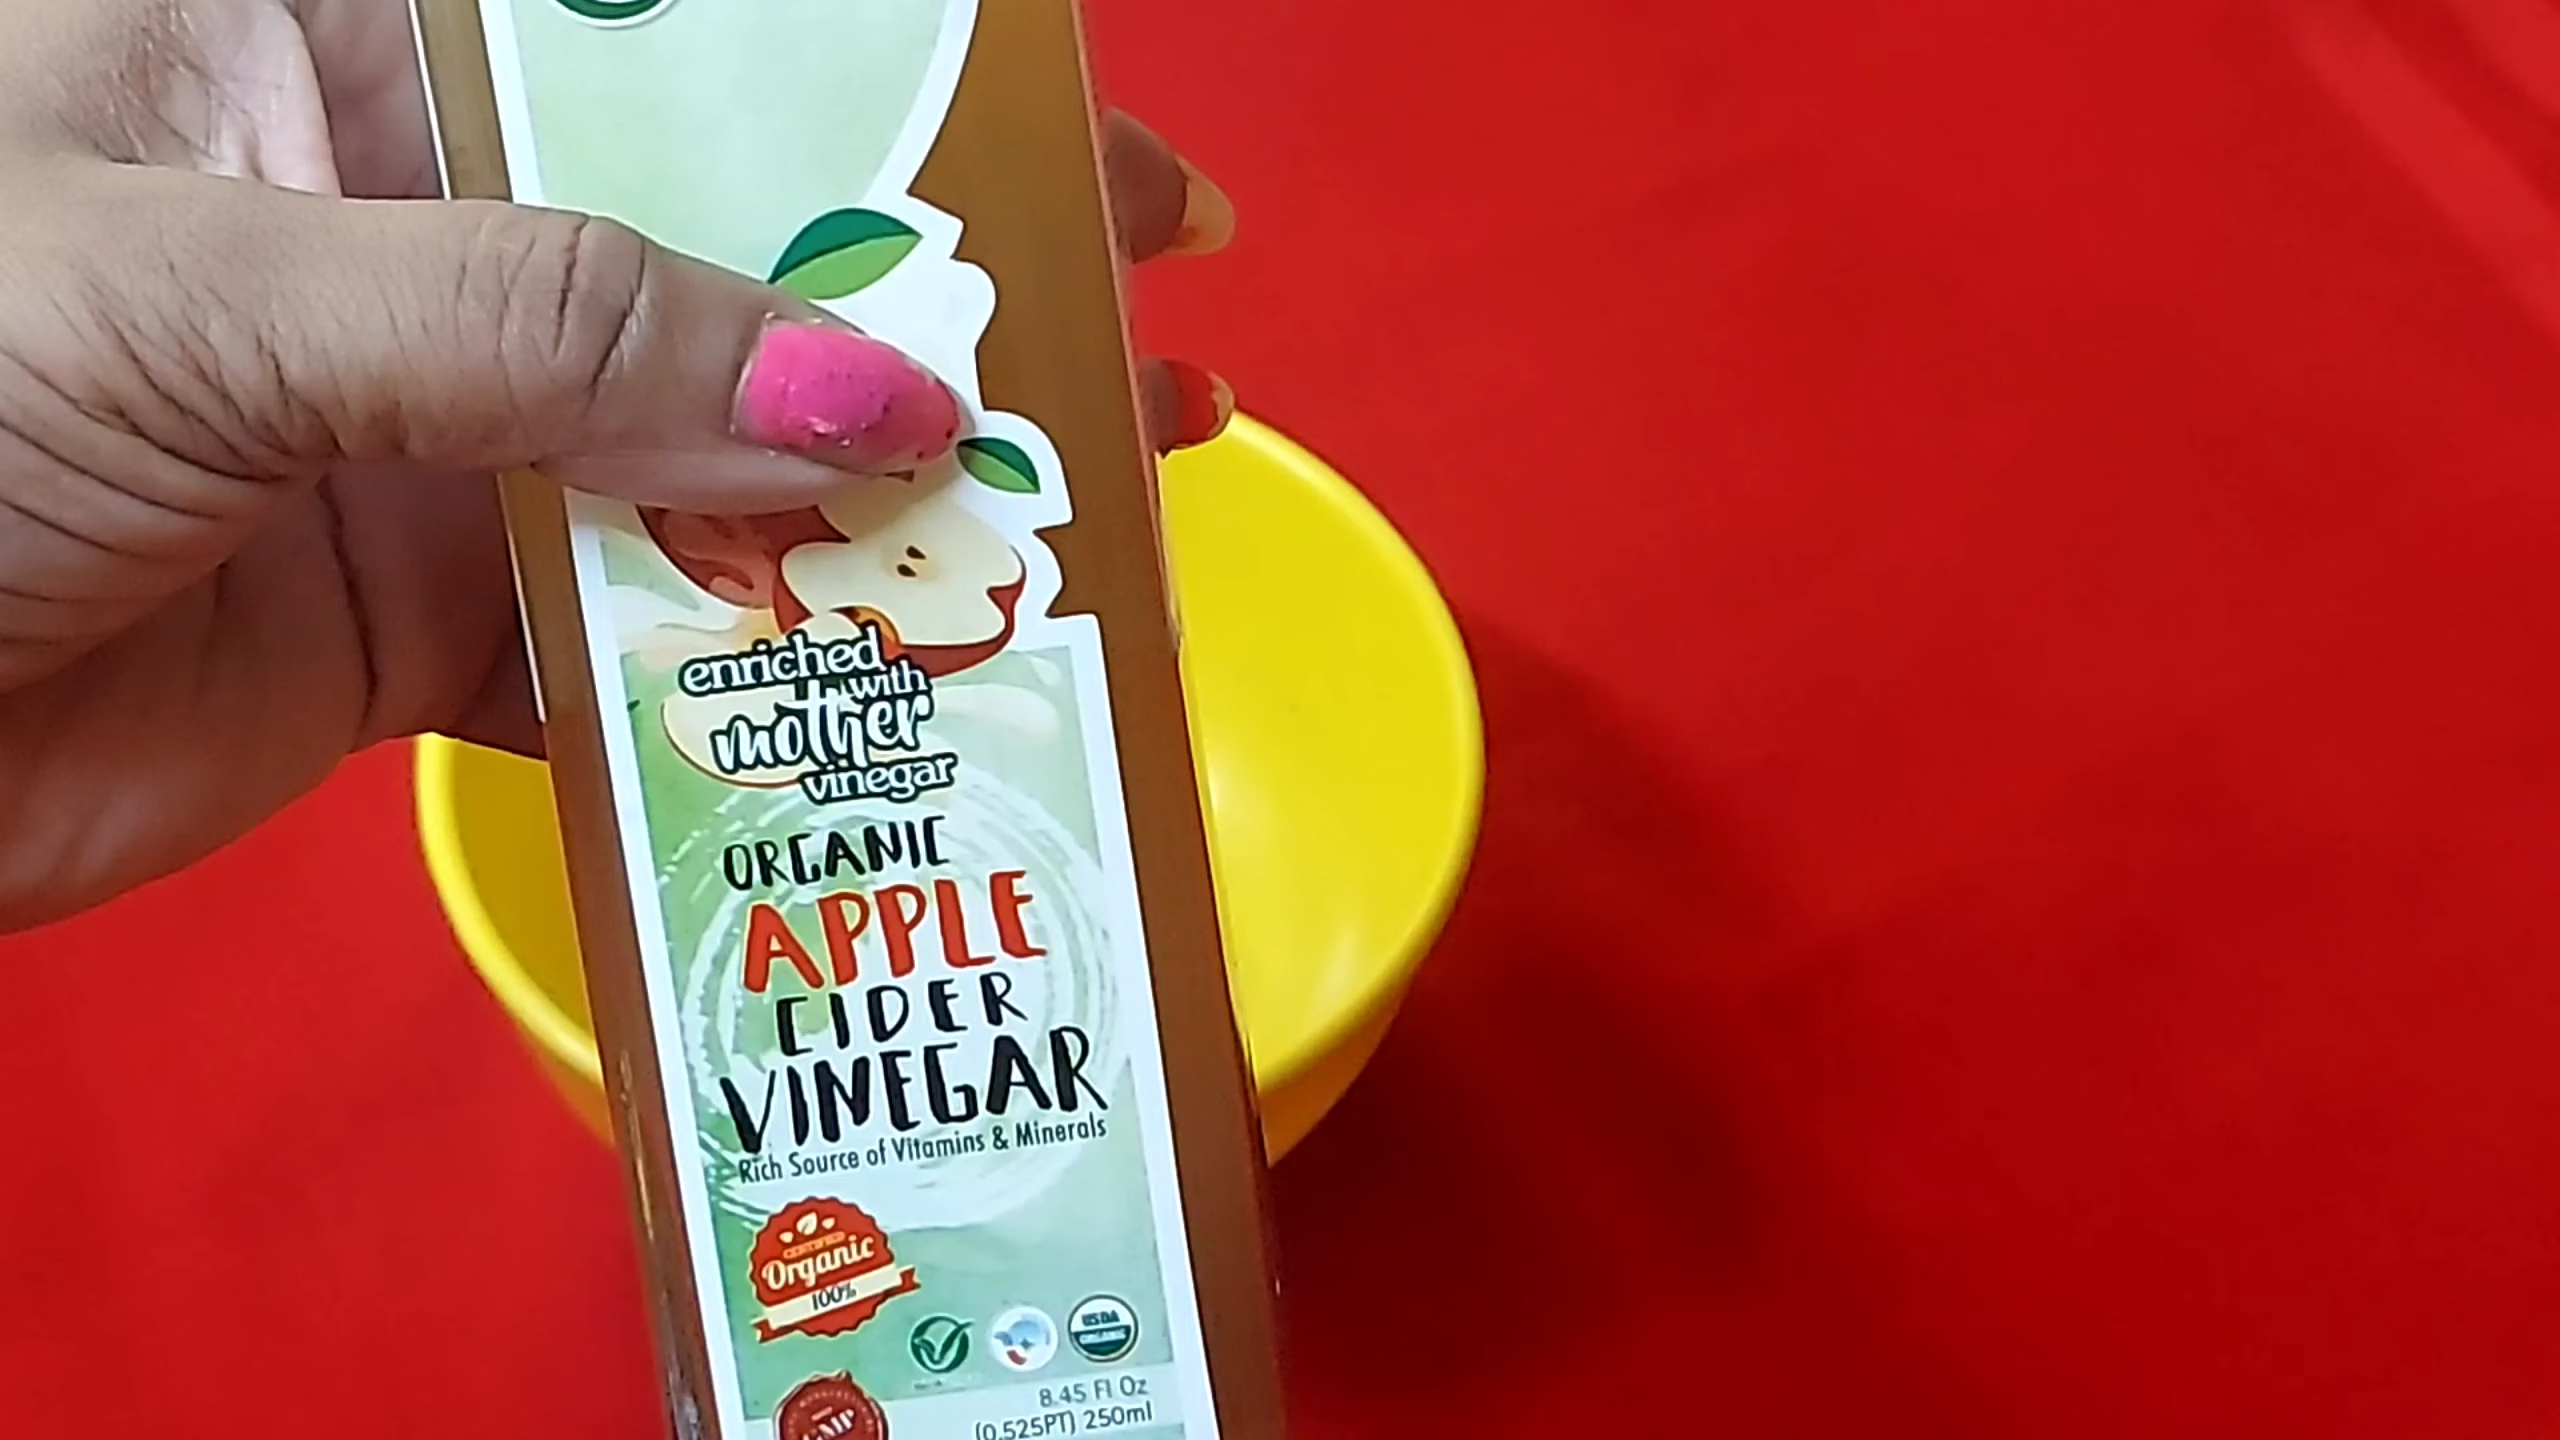 enriched
with
mother
vinegar
ORGANIC
APPLE
CIDER
VINEGAR
Rich Source of Vitamins & Minerals
CERTIFIED
Organic
100%
USDA
ORGANIC
8.45 Fl Oz
(0.525PT) 250ml
GMP